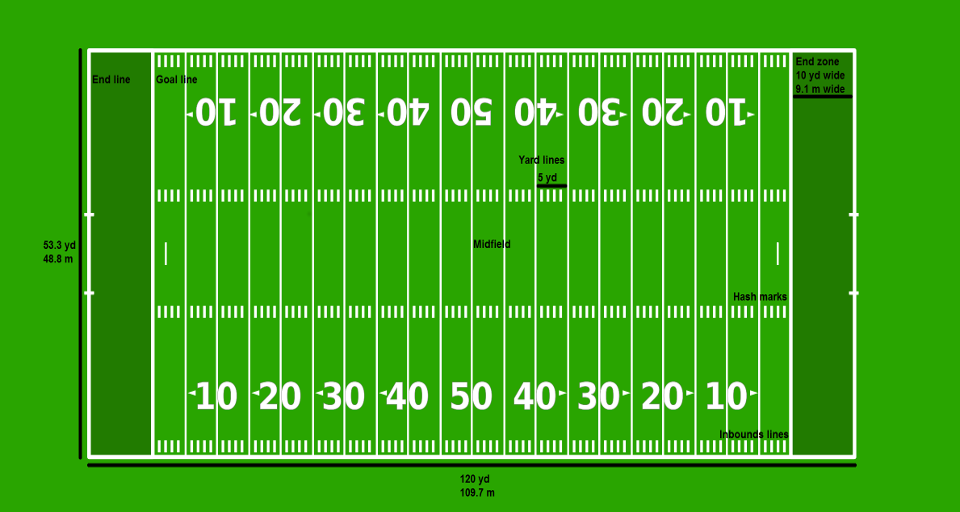 End line
Goal line
End zone
10 yd wide
9.1 m wide
10 20 30 40 50 40 30 20 10
Yard lines
5 yd
Midfield
53.3 yd
48.8 m
Hash marks
10 20 30 40 50 40 30 20 10
Inbounds lines
120 yd
109.7 m